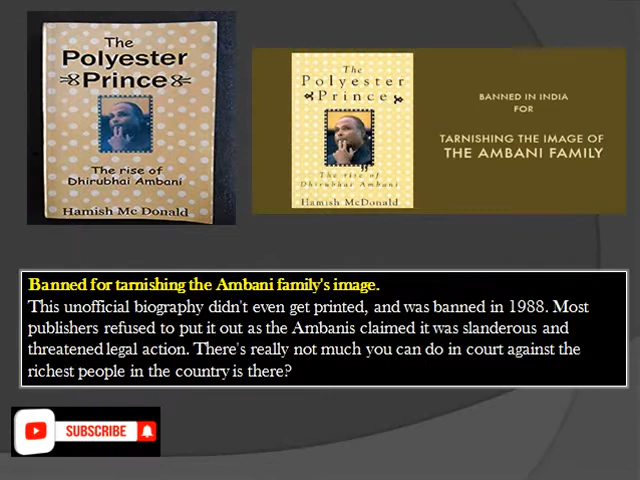 The
Polyester
Prince
The rise of
Dhirubhai Ambani
Hamish Mc Donald
The
Polyester
Prince
The rise of
Dhirubhai Ambani
Hamish McDonald
BANNED IN INDIA
FOR
TARNISHING THE IMAGE OF
THE AMBANI FAMILY
Banned for tarnishing the Ambani family's image.
This unofficial biography didn't even get printed, and was banned in 1988. Most
publishers refused to put it out as the Ambanis claimed it was slanderous and
threatened legal action. There's really not much you can do in court against the
richest people in the country is there?
SUBSCRIBE